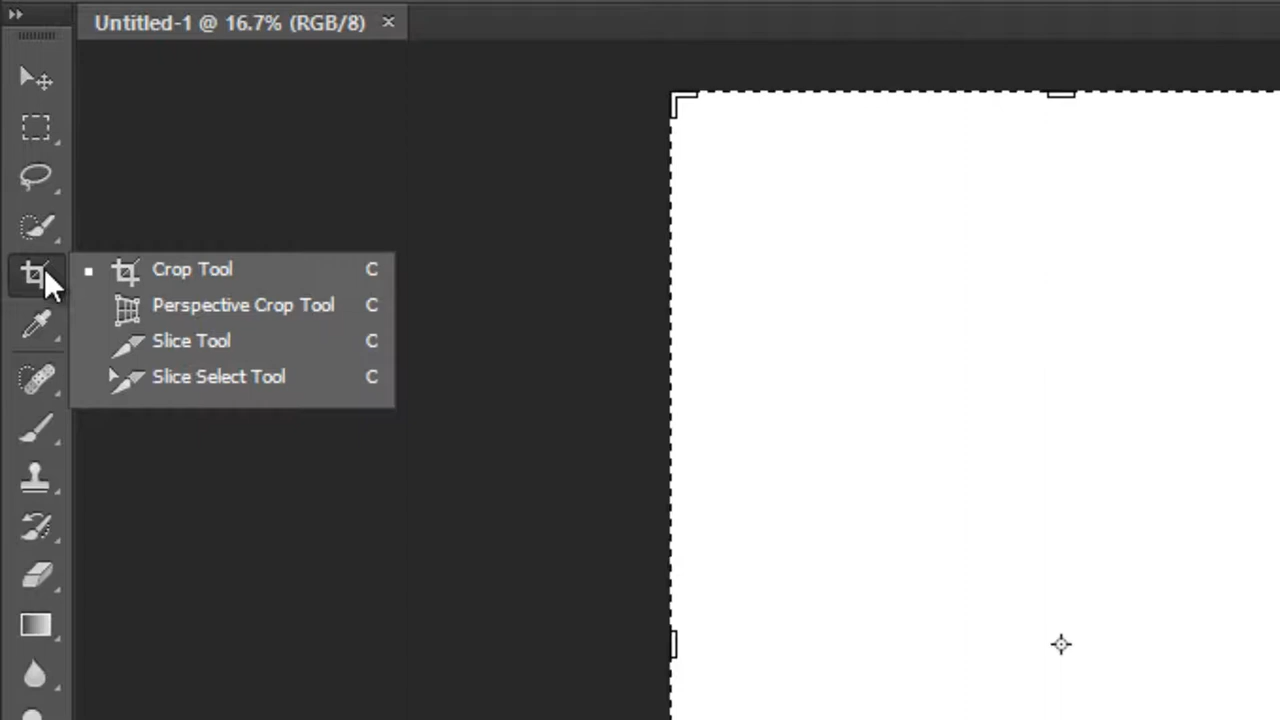 Untitled-1 @ 16.7% (RGB/8) ×
Crop Tool C
Perspective Crop Tool C
Slice Tool C
Slice Select Tool C